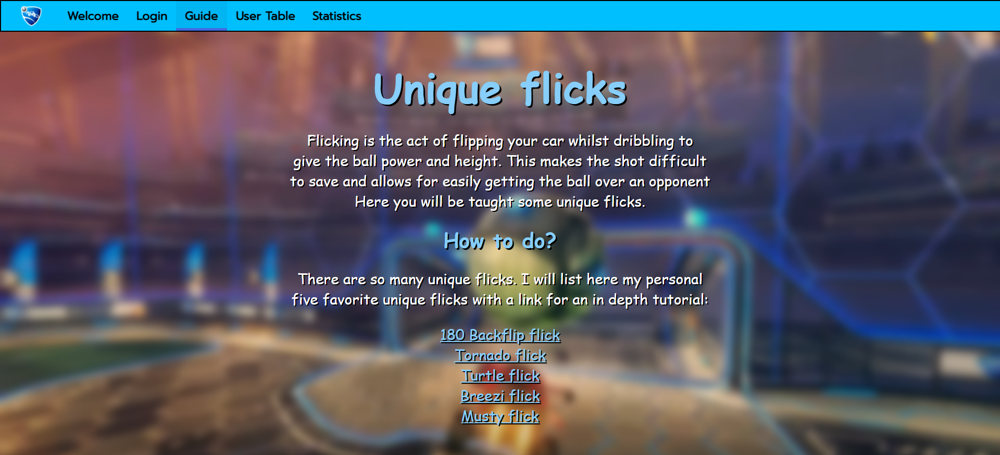 Welcome Login Guide User Table Statistics
Unique flicks
Flicking is the act of flipping your car whilst dribbling to
give the ball power and height. This makes the shot difficult
to save and allows for easily getting the ball over an opponent
Here you will be taught some unique flicks.
How to do?
There are so many unique flicks. I will list here my personal
five favorite unique flicks with a link for an in depth tutorial:
180 Backflip flick
Tornado flick
Turtle flick
Breezi flick
Musty flick